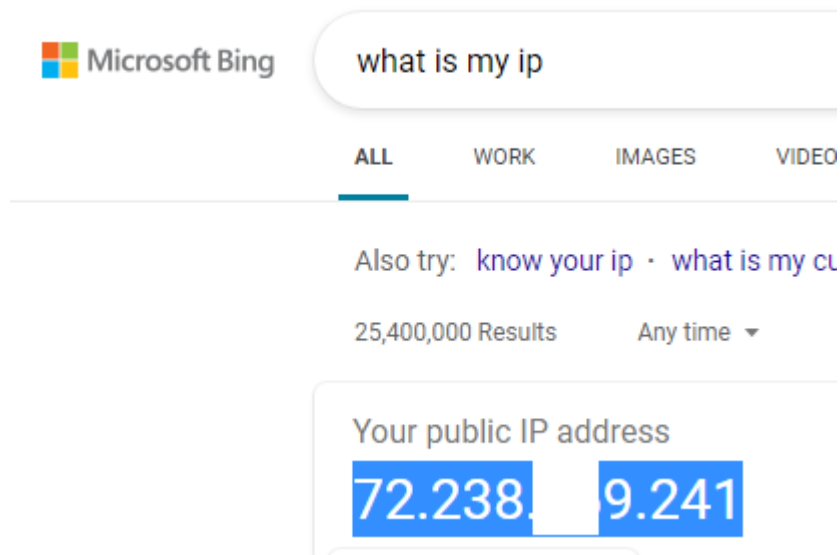 Microsoft Bing
what is my ip
ALL WORK IMAGES VIDEO
Also try: know your ip · what is my cu
25,400,000 Results Any time
Your public IP address
72.238. 9.241